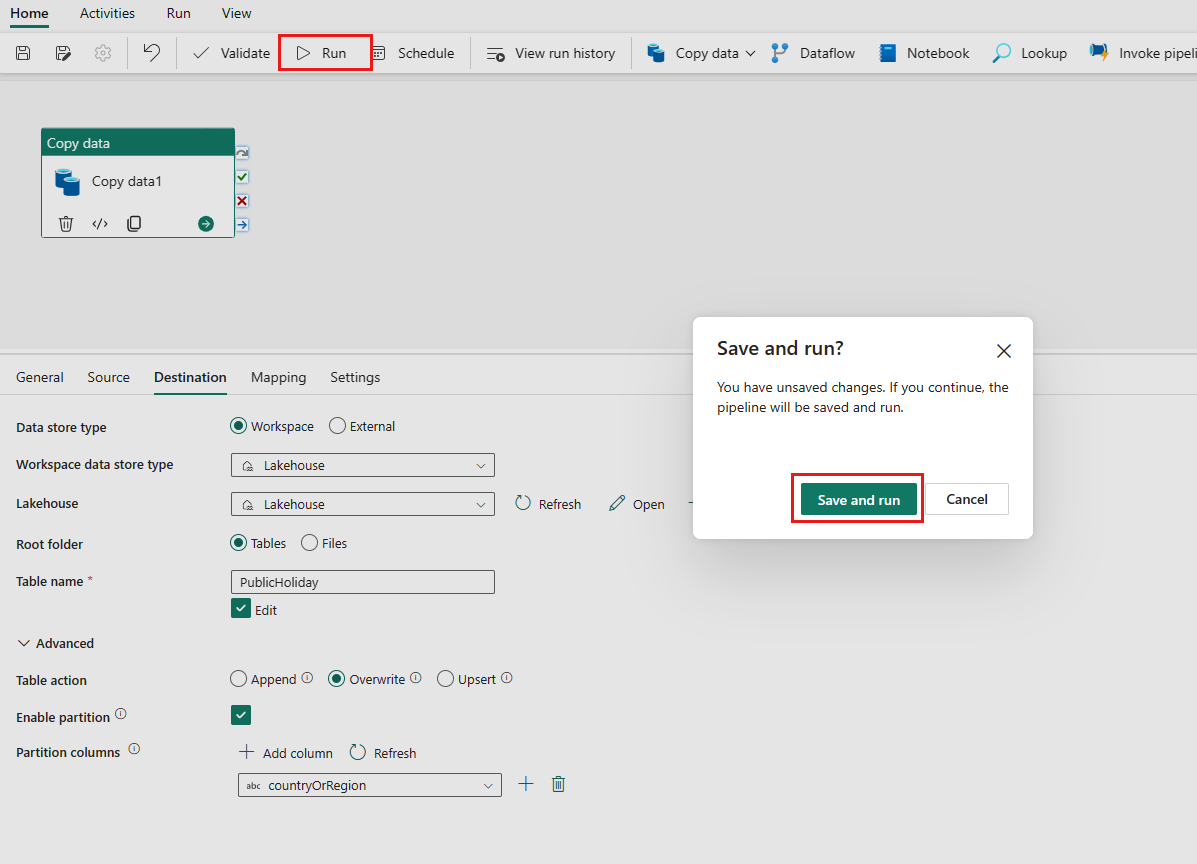 Home Activities Run View
Validate Run Schedule View run history Copy data Dataflow Notebook Lookup Invoke pipeli
Copy data
Copy data1
Save and run?
You have unsaved changes. If you continue, the
pipeline will be saved and run.
Save and run Cancel
General Source Destination Mapping Settings
Data store type Workspace External
Workspace data store type Lakehouse
Lakehouse Lakehouse Refresh Open
Root folder Tables Files
Table name * PublicHoliday
Edit
Advanced
Table action Append Overwrite Upsert
Enable partition
Partition columns Add column Refresh
abc countryOrRegion